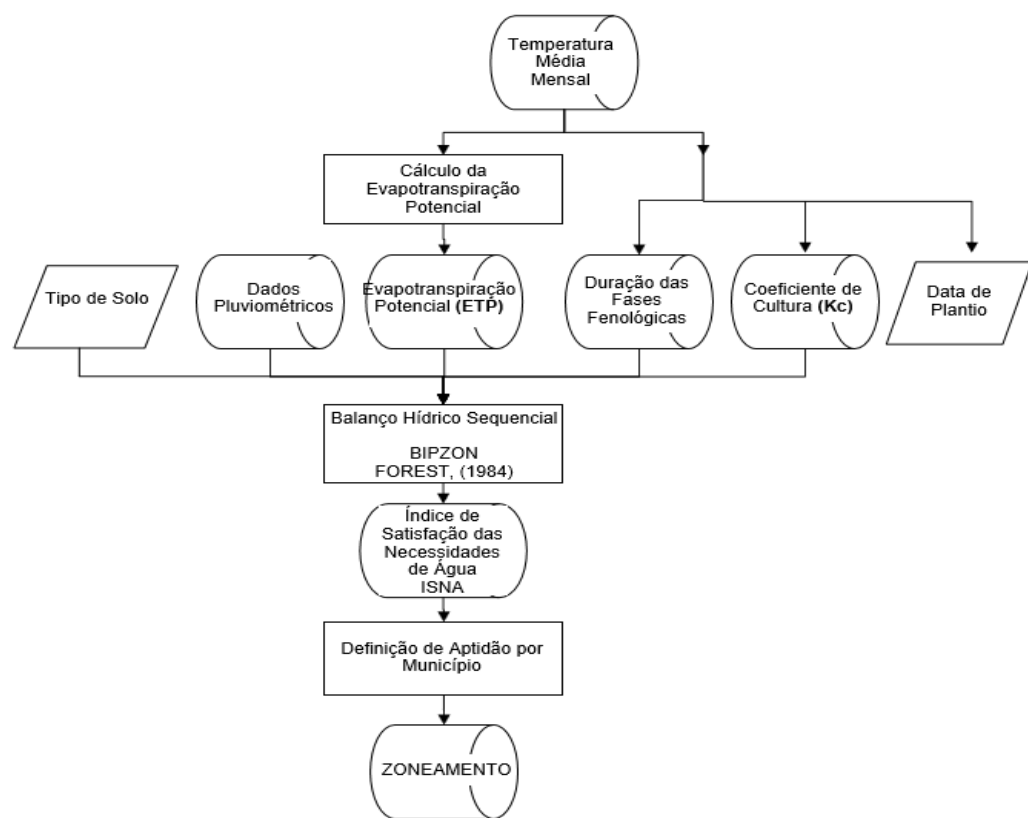 Temperatura
Média
Mensal
Cálculo da
Evapotranspiração
Potencial
Tipo de Solo
Dados
Pluviométricos
Evapotranspiração
Potencial (ETP)
Duração das
Fases
Fenológicas
Coeficiente de
Cultura (Kc)
Data de
Plantio
Balanço Hídrico Sequencial
BIPZON
FOREST, (1984)
Índice de
Satisfação das
Necessidades
de Água
ISNA
Definição de Aptidão por
Município
ZONEAMENTO